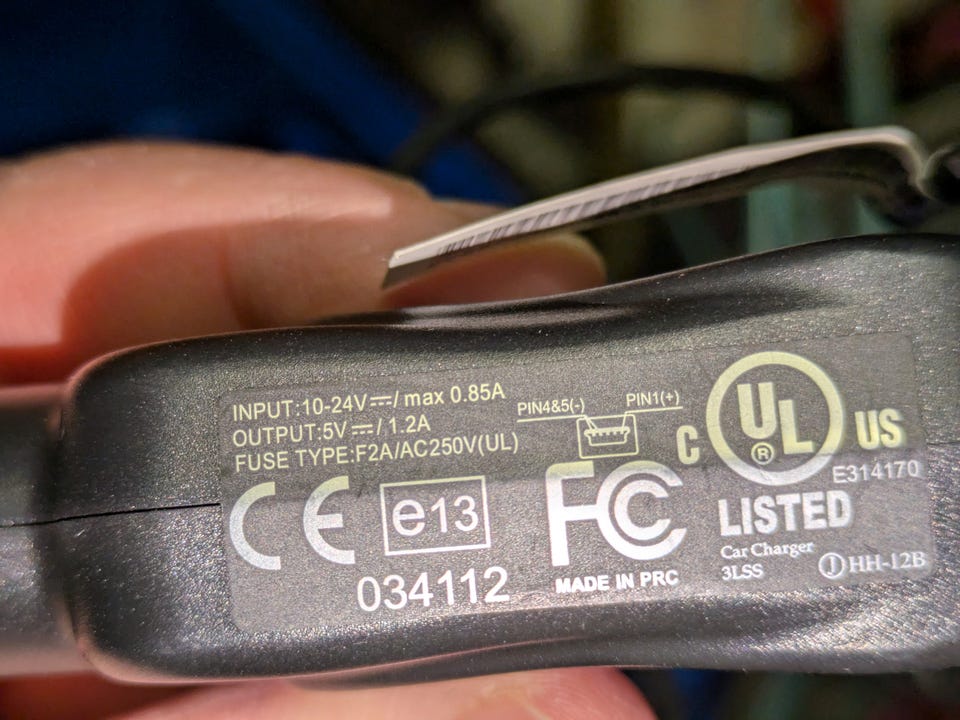 INPUT:10-24V⎓/ max 0.85A
OUTPUT:5V⎓/ 1.2A
FUSE TYPE:F2A/AC250V(UL)
PIN4&5(-) PIN1(+)
C UL® US
E314170
LISTED
Car Charger
3LSS
J HH-12B
CE e13 FC
034112
MADE IN PRC